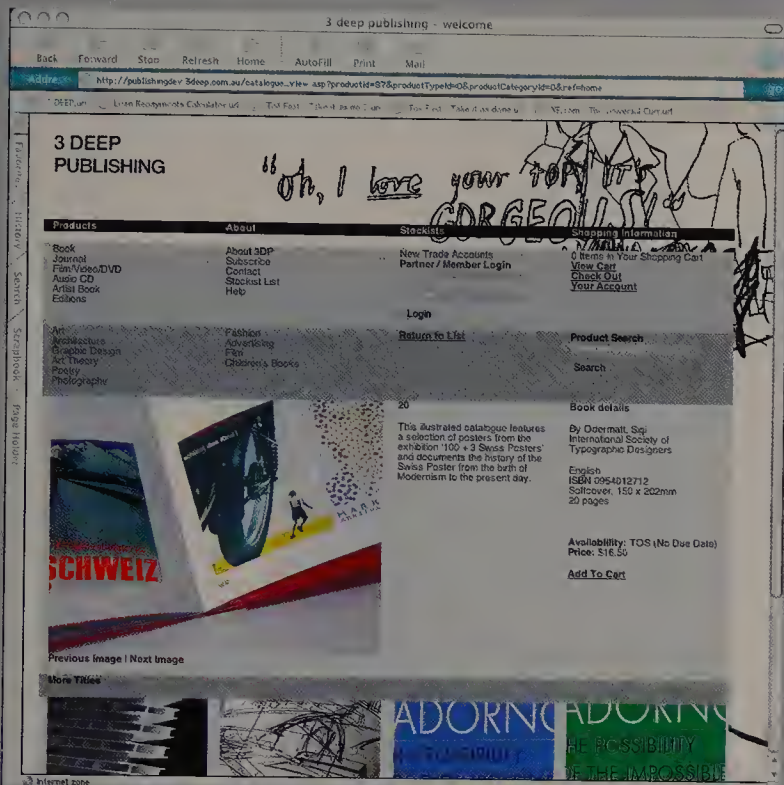 3 deep publishing - welcome
Back Forward Stop Refresh Home AutoFill Print Mail
http://publishingdev.3deep.com.au/catalogue_view.asp?productid=87&productTypeId=0&productCategoryId=0&ref=home
Favorites History Search Scrapbook Page Holder
3 DEEP
PUBLISHING
"Oh, I love your top it's
GORGEOUS"
Products About Stockists Shopping Information
Book
Journal
Film/Video/DVD
Audio CD
Artist Book
Editions
About 3DP
Subscribe
Contact
Stockist List
Help
New Trade Accounts
Partner / Member Login
Login
0 Items in Your Shopping Cart
View Cart
Check Out
Your Account
Art
Architecture
Graphic Design
Art Theory
Poetry
Photography
Fashion
Advertising
Film
Children's Books
Return to List
Product Search
Search
20
This illustrated catalogue features
a selection of posters from the
exhibition '100 + 3 Swiss Posters'
and documents the history of the
Swiss Poster from the birth of
Modernism to the present day.
Book details
By Odermatt, Sigi
International Society of
Typographic Designers
English
ISBN 0954012712
Softcover, 150 x 202mm
20 pages
Availability: TOS (No Due Date)
Price: $16.50
Add To Cart
SCHWEIZ
MARK
Previous Image | Next Image
More Titles
ADORNO
ADORNO
THE POSSIBILITY
OF THE IMPOSSIBLE
Internet zone